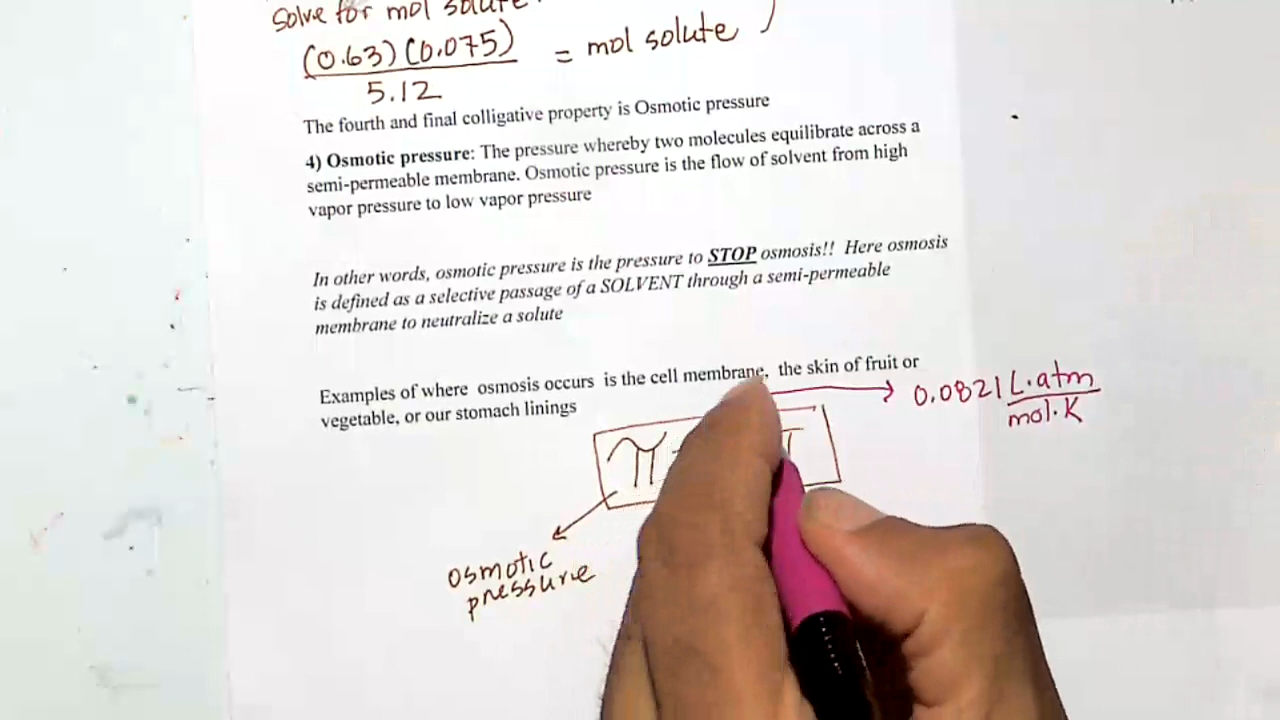 Solve for mol solute
(0.63)(0.075)
5.12
= mol solute
The fourth and final colligative property is Osmotic pressure
4) Osmotic pressure: The pressure whereby two molecules equilibrate across a
semi-permeable membrane. Osmotic pressure is the flow of solvent from high
vapor pressure to low vapor pressure
In other words, osmotic pressure is the pressure to STOP osmosis!! Here osmosis
is defined as a selective passage of a SOLVENT through a semi-permeable
membrane to neutralize a solute
Examples of where osmosis occurs is the cell membrane, the skin of fruit or
vegetable, or our stomach linings
0.0821 L·atm
mol·K
π
T
osmotic
pressure